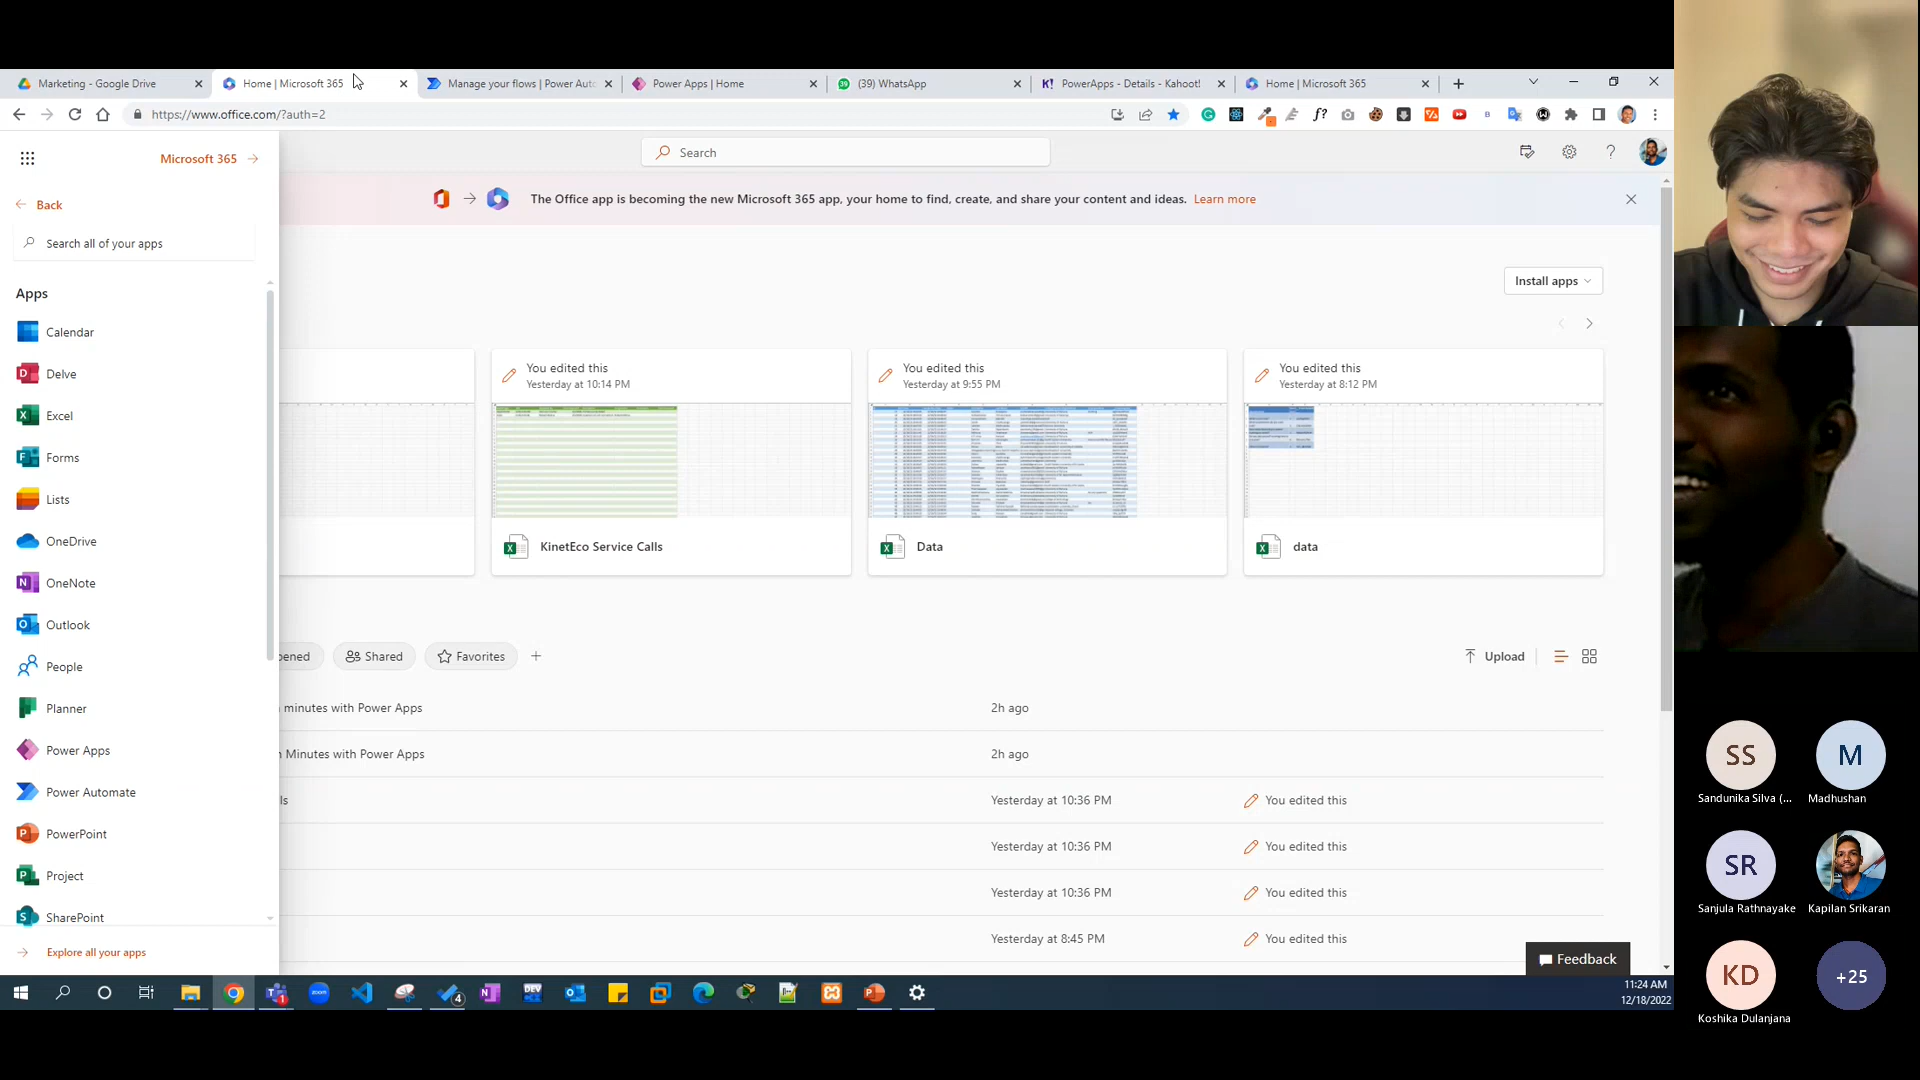 Marketing - Google Drive
Home | Microsoft 365
Manage your flows | Power Auto
Power Apps | Home
(39) WhatsApp
K!
PowerApps - Details - Kahoot!
Home | Microsoft 365
https://www.office.com/?auth=2
f?
Microsoft 365
Search
Back
The Office app is becoming the new Microsoft 365 app, your home to find, create, and share your content and ideas. Learn more
Search all of your apps
Install apps
Apps
Calendar
Delve
Excel
Forms
Lists
OneDrive
OneNote
Outlook
People
Planner
Power Apps
Power Automate
PowerPoint
Project
SharePoint
Explore all your apps
You edited this
Yesterday at 10:14 PM
KinetEco Service Calls
You edited this
Yesterday at 9:55 PM
Data
You edited this
Yesterday at 8:12 PM
data
pened
Shared
Favorites
Upload
minutes with Power Apps
2h ago
Minutes with Power Apps
2h ago
ls
Yesterday at 10:36 PM
You edited this
Yesterday at 10:36 PM
You edited this
Yesterday at 10:36 PM
You edited this
Yesterday at 8:45 PM
You edited this
Feedback
zoom
4
DEV
11:24 AM
12/18/2022
SS
Sandunika Silva (...
M
Madhushan
SR
Sanjula Rathnayake
Kapilan Srikaran
KD
Koshika Dulanjana
+25